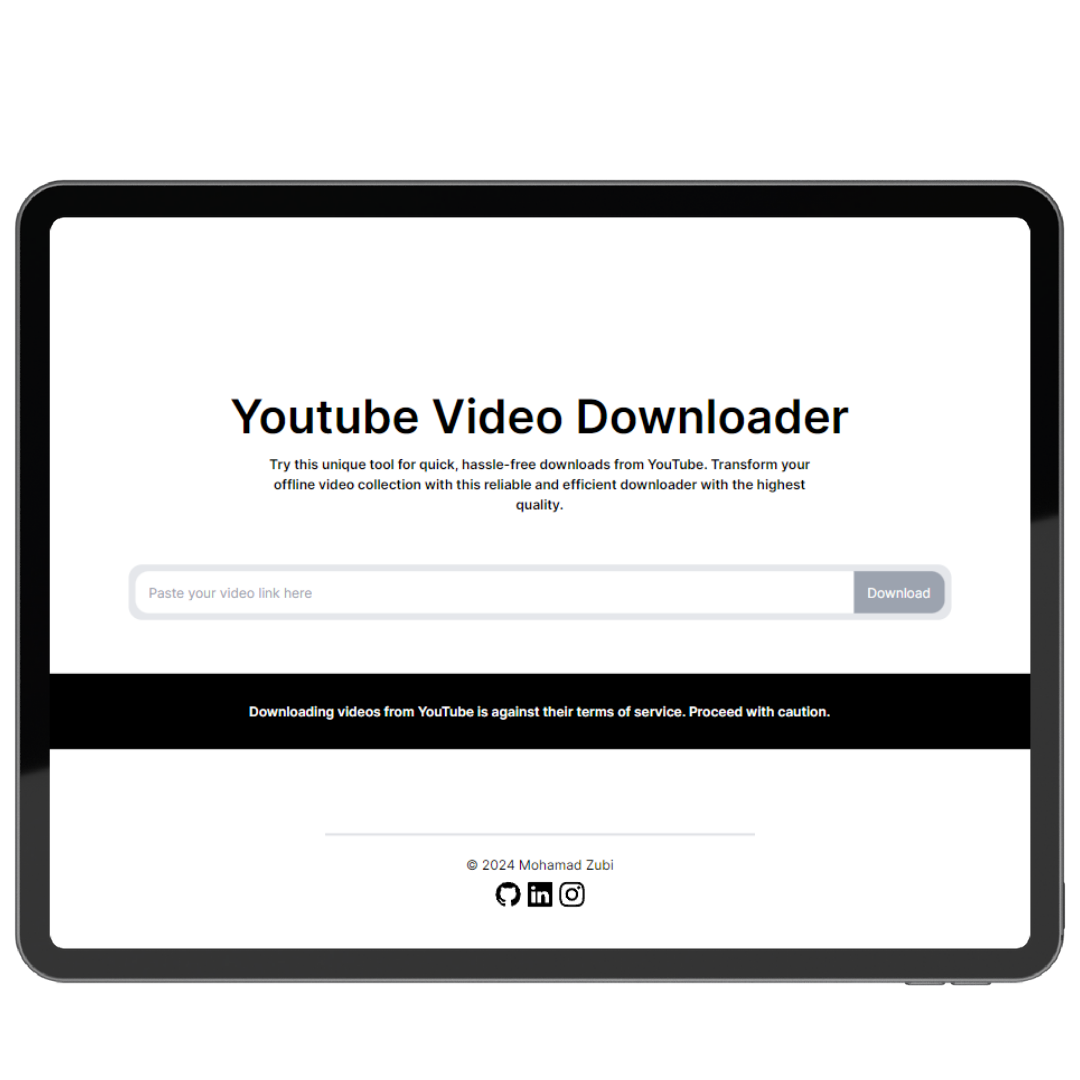 Youtube Video Downloader
Try this unique tool for quick, hassle-free downloads from YouTube. Transform your
offline video collection with this reliable and efficient downloader with the highest
quality.
Paste your video link here
Download
Downloading videos from YouTube is against their terms of service. Proceed with caution.
© 2024 Mohamad Zubi
in